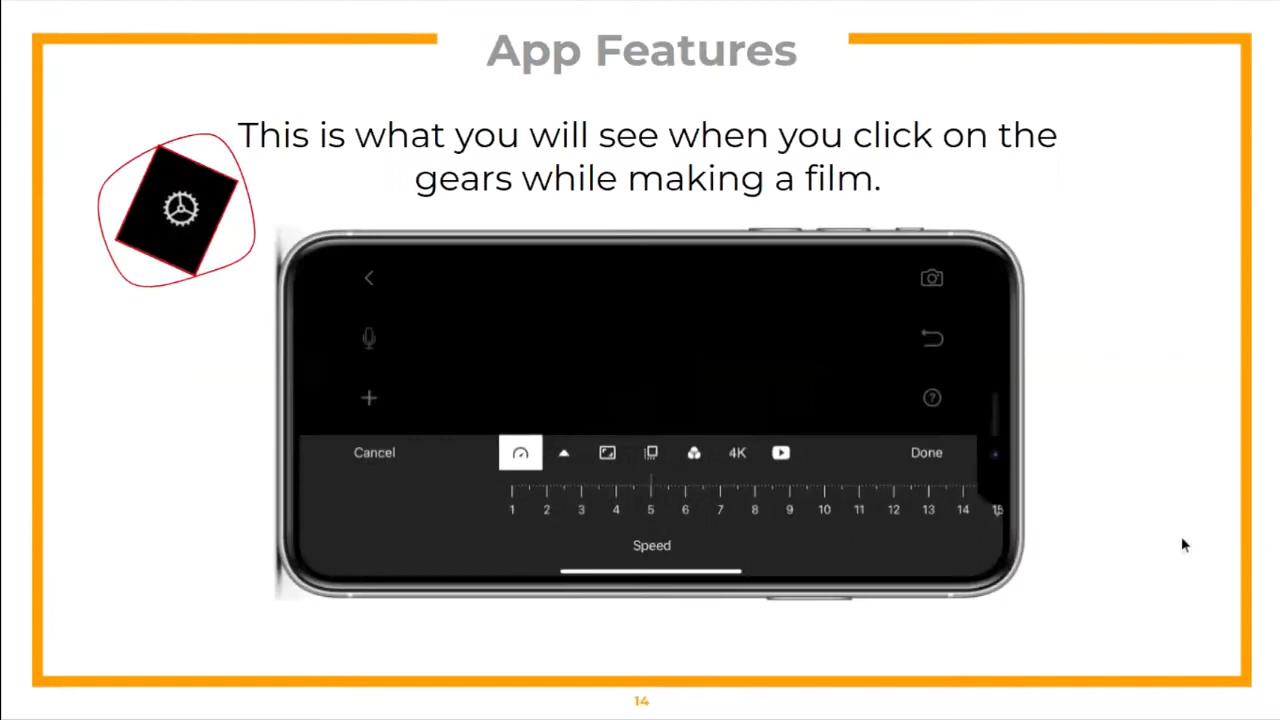 App Features
This is what you will see when you click on the
gears while making a film.
Cancel 4K Done
1 2 3 4 5 6 7 8 9 10 11 12 13 14 15
Speed
14